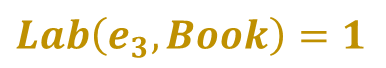 Lab(e₃, Book) = 1